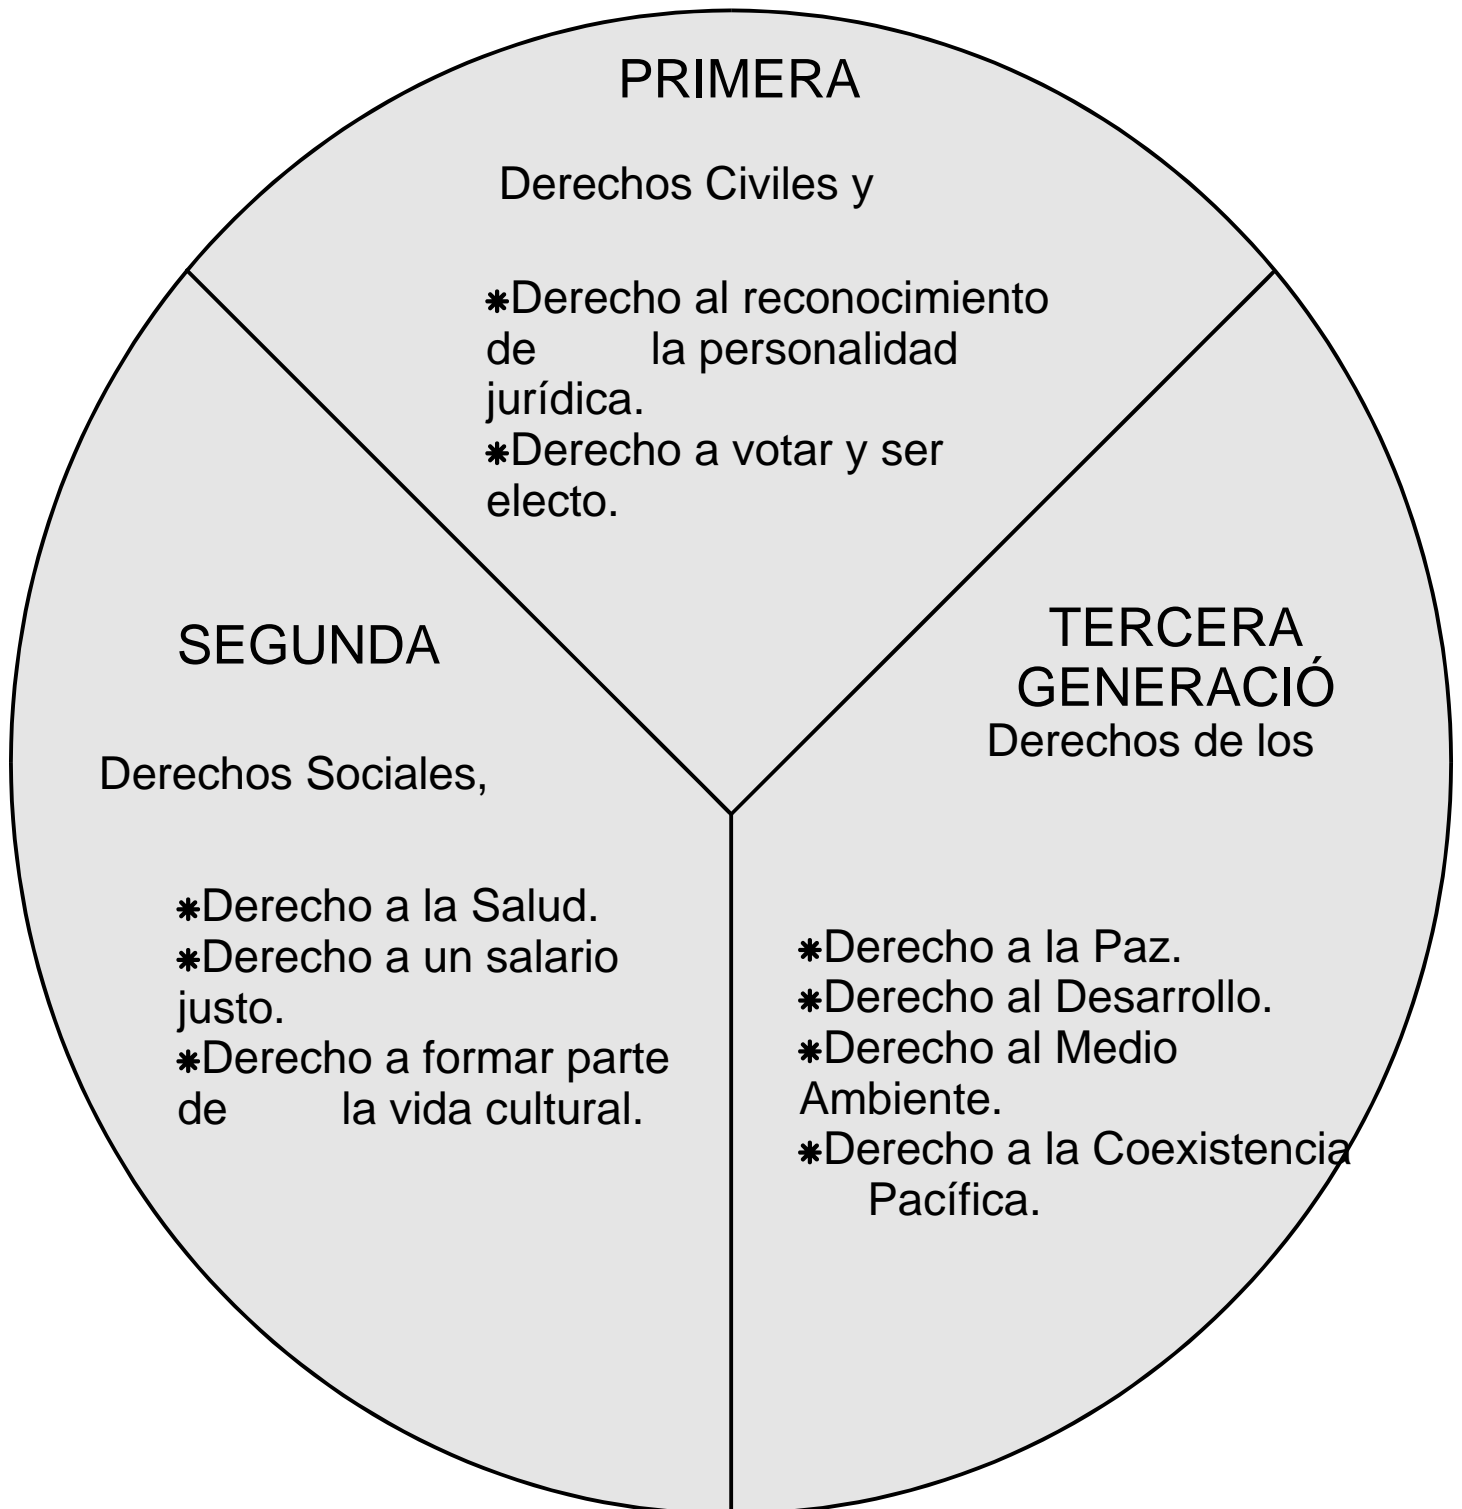 PRIMERA
Derechos Civiles y
⁕Derecho al reconocimiento
de la personalidad
jurídica.
⁕Derecho a votar y ser
electo.
SEGUNDA
Derechos Sociales,
⁕Derecho a la Salud.
⁕Derecho a un salario
justo.
⁕Derecho a formar parte
de la vida cultural.
TERCERA
GENERACIÓ
Derechos de los
⁕Derecho a la Paz.
⁕Derecho al Desarrollo.
⁕Derecho al Medio
Ambiente.
⁕Derecho a la Coexistencia
Pacífica.